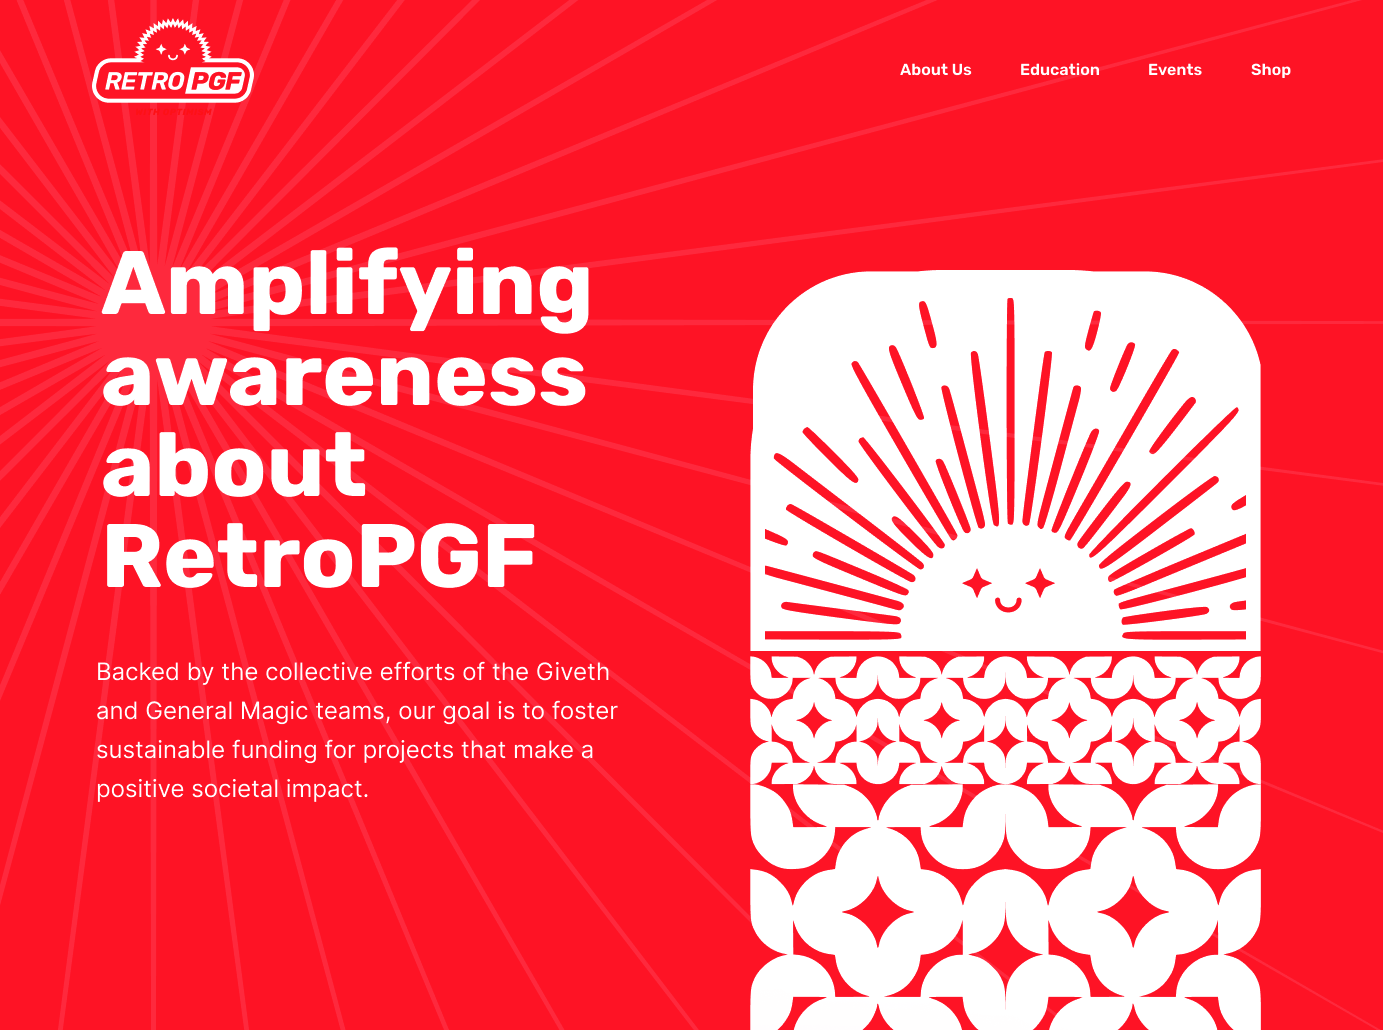 RETRO PGF
About Us
Education
Events
Shop
Amplifying
awareness
about
RetroPGF
Backed by the collective efforts of the Giveth
and General Magic teams, our goal is to foster
sustainable funding for projects that make a
positive societal impact.